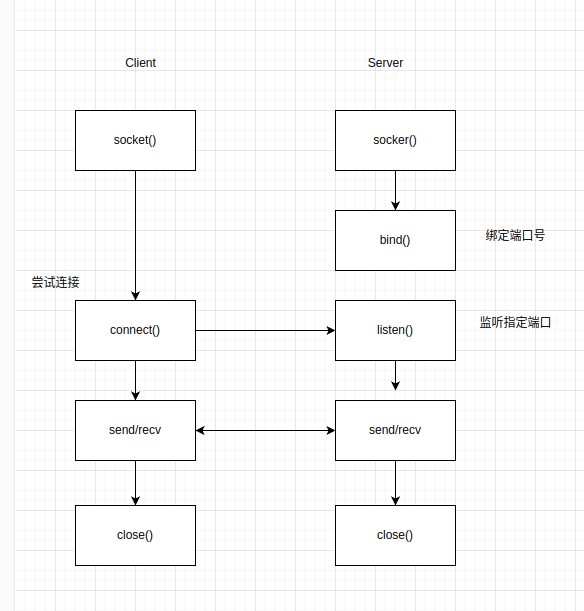 Client
Server
socket()
socker()
bind()
绑定端口号
尝试连接
connect()
listen()
监听指定端口
send/recv
send/recv
close()
close()